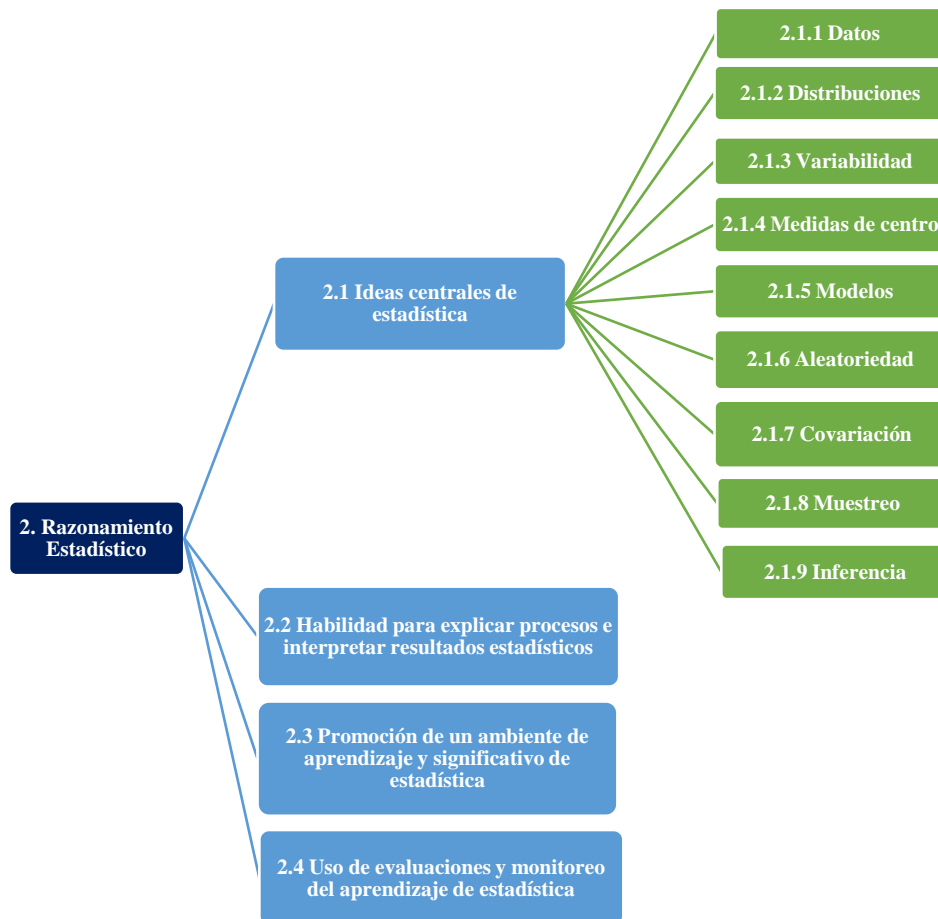 2. Razonamiento
Estadístico
2.1 Ideas centrales de
estadística
2.1.1 Datos
2.1.2 Distribuciones
2.1.3 Variabilidad
2.1.4 Medidas de centro
2.1.5 Modelos
2.1.6 Aleatoriedad
2.1.7 Covariación
2.1.8 Muestreo
2.1.9 Inferencia
2.2 Habilidad para explicar procesos e
interpretar resultados estadísticos
2.3 Promoción de un ambiente de
aprendizaje y significativo de
estadística
2.4 Uso de evaluaciones y monitoreo
del aprendizaje de estadística